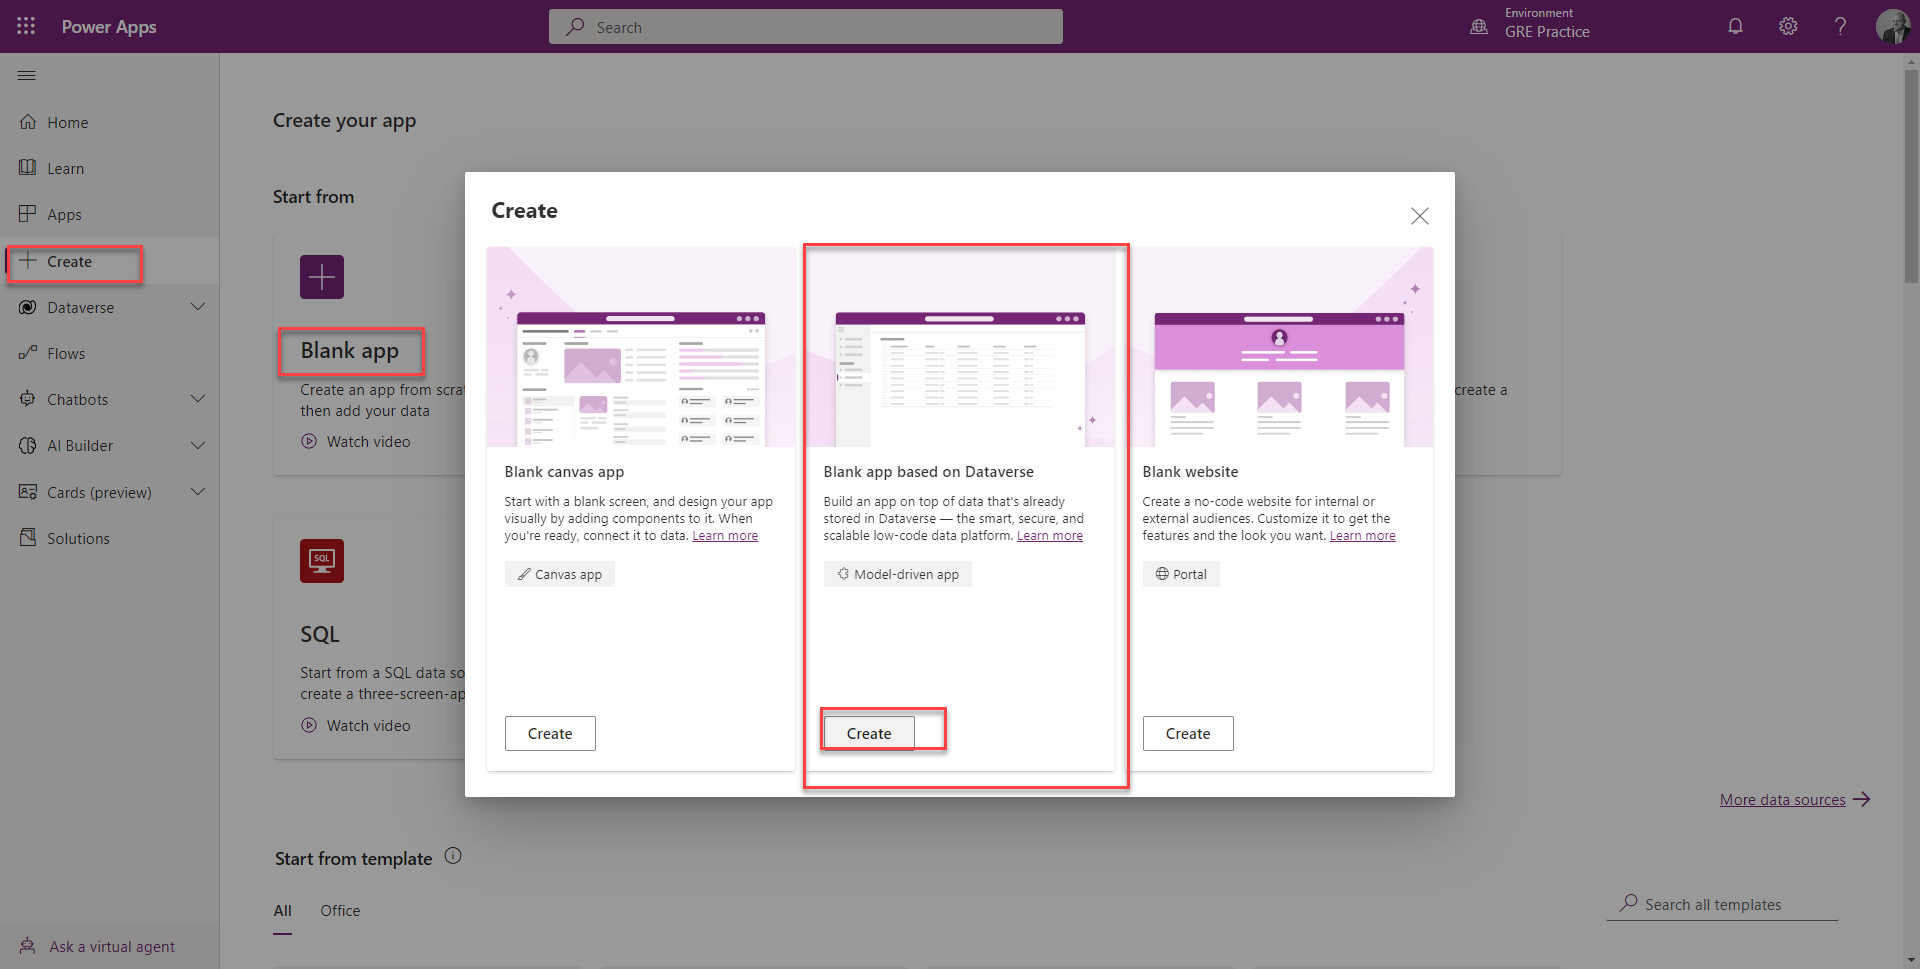 Power Apps
Search
Environment
GRE Practice
Home
Learn
Apps
Create
Dataverse
Flows
Chatbots
AI Builder
Cards (preview)
Solutions
Ask a virtual agent
Create your app
Start from
Blank app
Create an app from scra
then add your data
Watch video
SQL
SQL
Start from a SQL data so
create a three-screen-ap
Watch video
Create
Blank canvas app
Start with a blank screen, and design your app
visually by adding components to it. When
you're ready, connect it to data. Learn more
Canvas app
Create
Blank app based on Dataverse
Build an app on top of data that's already
stored in Dataverse — the smart, secure, and
scalable low-code data platform. Learn more
Model-driven app
Create
Blank website
Create a no-code website for internal or
external audiences. Customize it to get the
features and the look you want. Learn more
Portal
Create
create a
More data sources
Start from template
All
Office
Search all templates